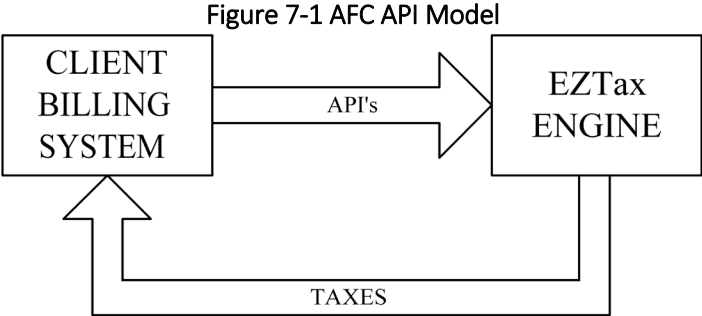 Figure 7-1 AFC API Model
CLIENT
BILLING
SYSTEM
API's
EZTax
ENGINE
TAXES